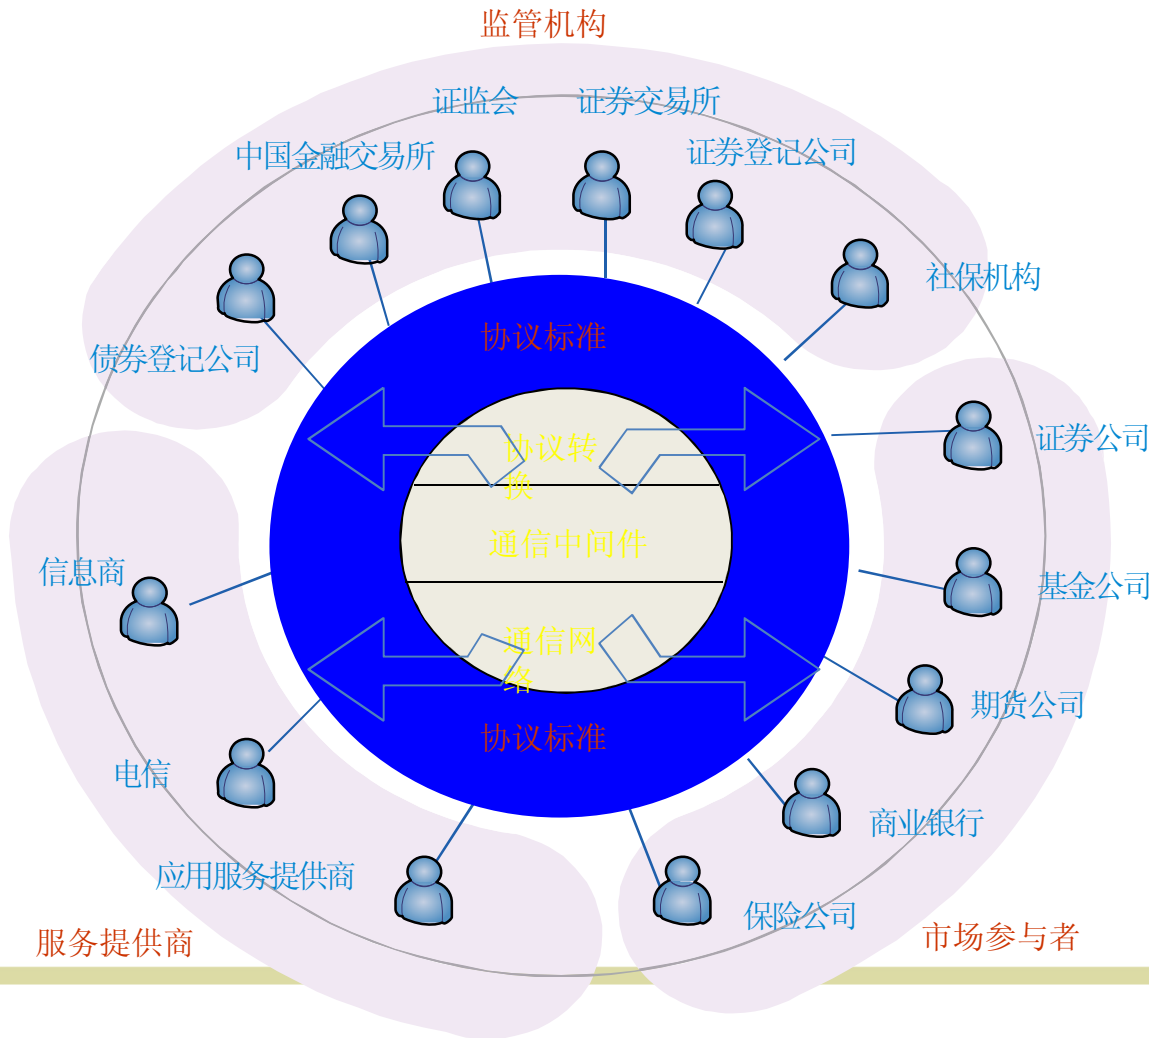 监管机构
证监会
证券交易所
中国金融交易所
证券登记公司
社保机构
债券登记公司
协议标准
证券公司
协议转
换
通信中间件
信息商
基金公司
通信网
络
期货公司
协议标准
电信
商业银行
应用服务提供商
保险公司
服务提供商
市场参与者